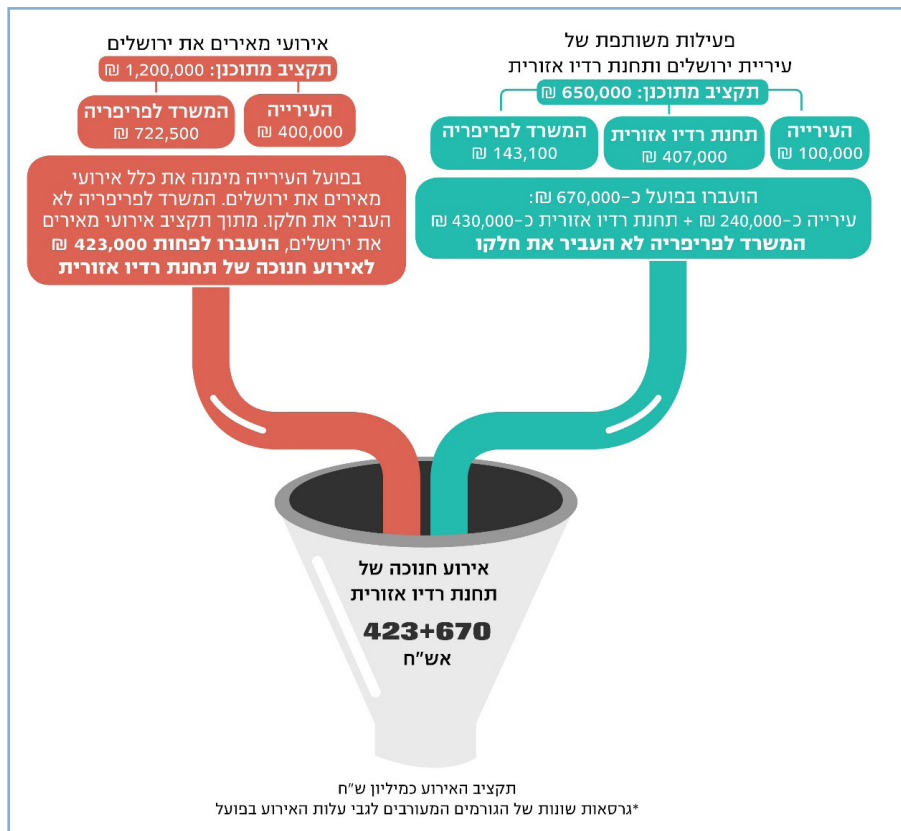 פעילות משותפת של
עיריית ירושלים ותחנת רדיו אזורית
תקציב מתוכנן: 650,000 ₪
העירייה
100,000 ₪
תחנת רדיו אזורית
407,000 ₪
המשרד לפריפריה
143,100 ₪
הועברו בפועל כ-670,000 ₪:
עירייה כ-240,000 ₪ + תחנת רדיו אזורית כ-430,000 ₪
המשרד לפריפריה לא העביר את חלקו
אירועי מאירים את ירושלים
תקציב מתוכנן: 1,200,000 ₪
העירייה
400,000 ₪
המשרד לפריפריה
722,500 ₪
בפועל העירייה מימנה את כלל אירועי
מאירים את ירושלים. המשרד לפריפריה לא
העביר את חלקו. מתוך תקציב אירועי מאירים
את ירושלים, הועברו לפחות 423,000 ₪
לאירוע חנוכה של תחנת רדיו אזורית
אירוע חנוכה של
תחנת רדיו אזורית
423+670
אש"ח
תקציב האירוע כמיליון ש"ח
*גרסאות שונות של הגורמים המעורבים לגבי עלות האירוע בפועל